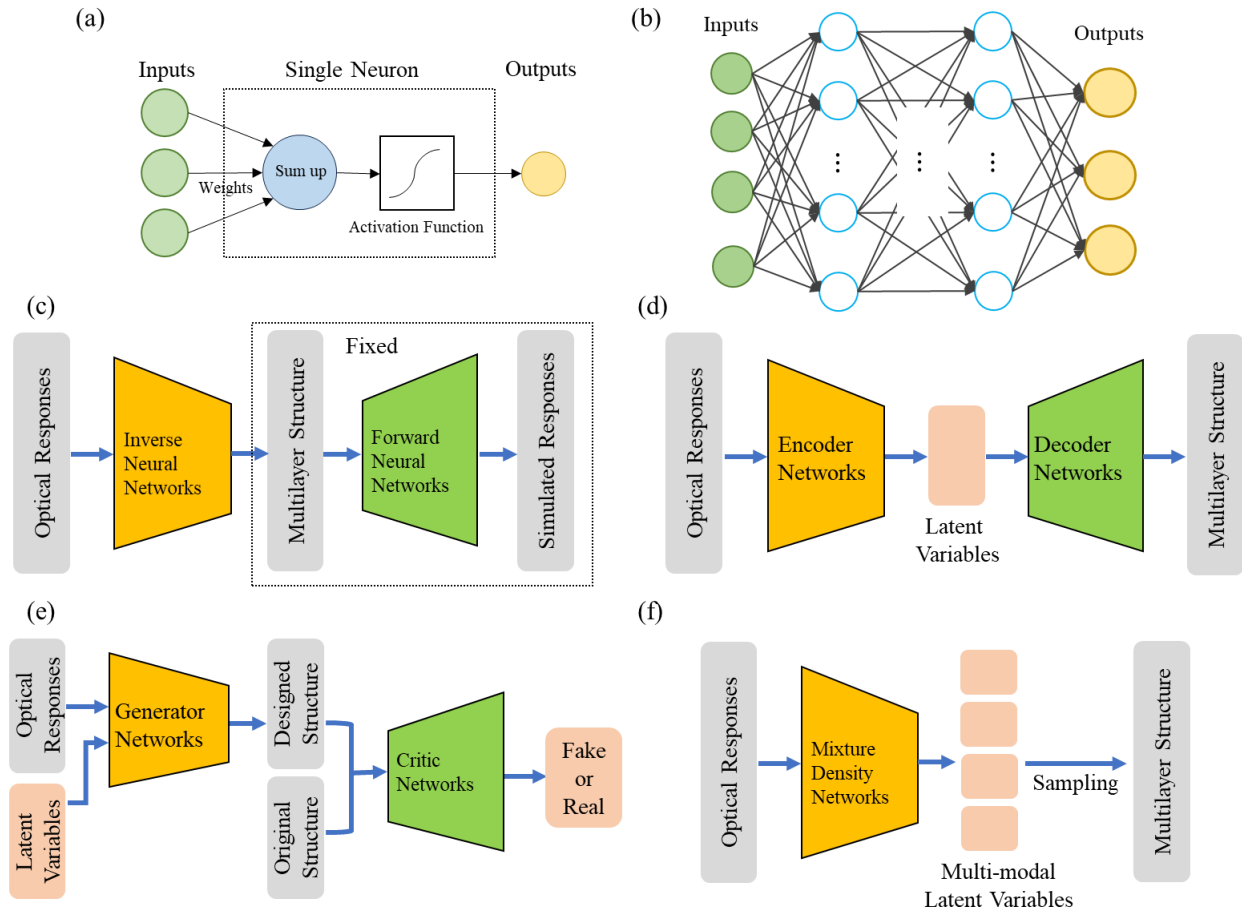 (a)
Inputs
Single Neuron
Outputs
Sum up
Weights
Activation Function
(b)
Inputs
Outputs
(c)
Fixed
Optical Responses
Inverse
Neural
Networks
Multilayer Structure
Forward
Neural
Networks
Simulated Responses
(d)
Optical Responses
Encoder
Networks
Latent
Variables
Decoder
Networks
Multilayer Structure
(e)
Optical
Responses
Latent
Variables
Generator
Networks
Designed
Structure
Original
Structure
Critic
Networks
Fake
or
Real
(f)
Optical Responses
Mixture
Density
Networks
Multi-modal
Latent Variables
Sampling
Multilayer Structure